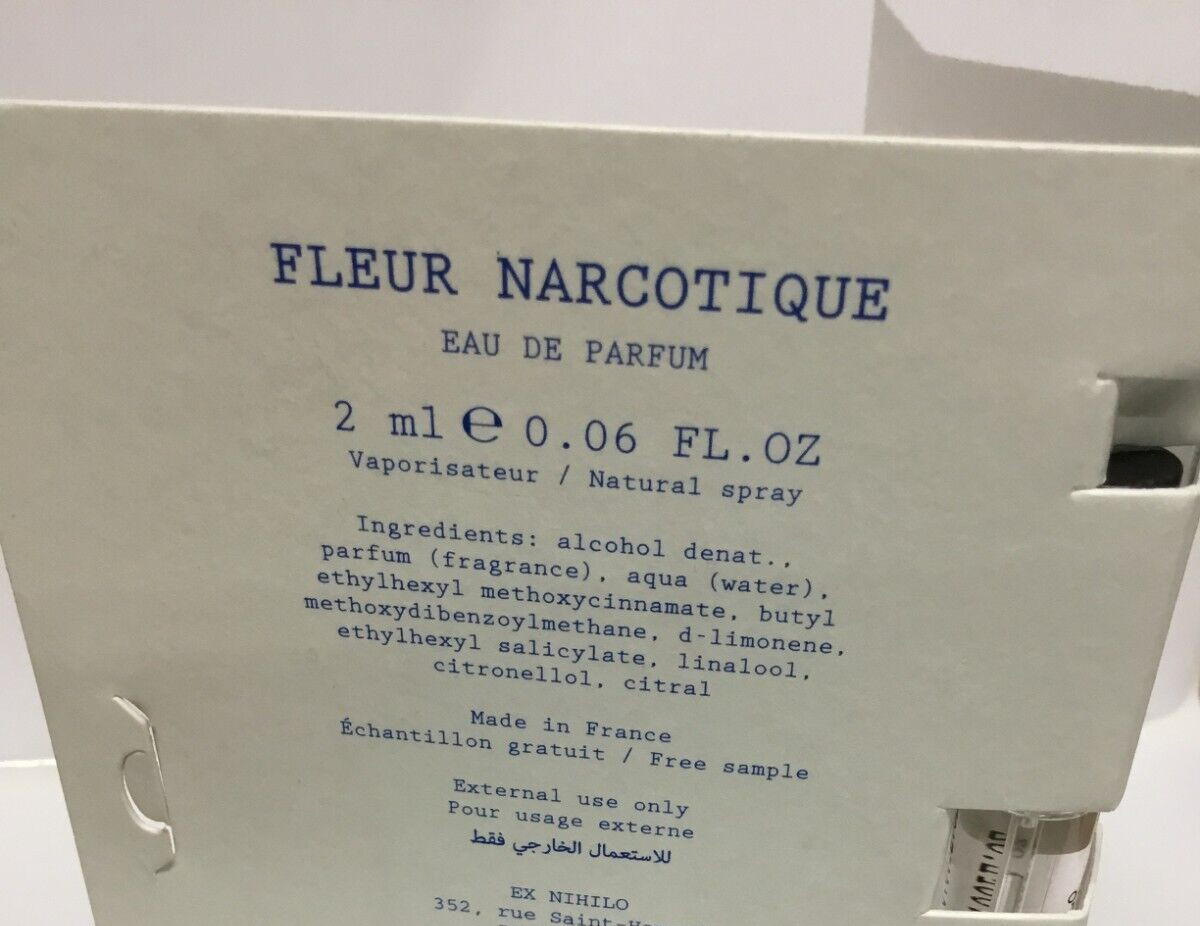 FLEUR NARCOTIQUE
EAU DE PARFUM
2 ml ℮ 0.06 FL.OZ
Vaporisateur / Natural spray
Ingredients: alcohol denat.,
parfum (fragrance), aqua (water),
ethylhexyl methoxycinnamate, butyl
methoxydibenzoylmethane, d-limonene,
ethylhexyl salicylate, linalool,
citronellol, citral
Made in France
Échantillon gratuit / Free sample
External use only
Pour usage externe
للاستعمال الخارجي فقط
EX NIHILO
352, rue